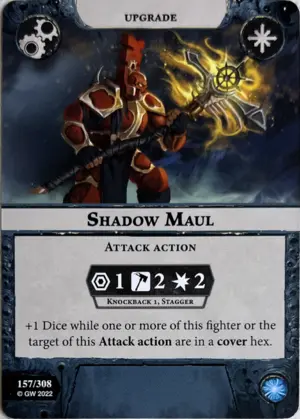 UPGRADE
SHADOW MAUL
ATTACK ACTION
1 2 2
KNOCKBACK 1, STAGGER
+1 Dice while one or more of this fighter or the
target of this Attack action are in a cover hex.
157/308
© GW 2022